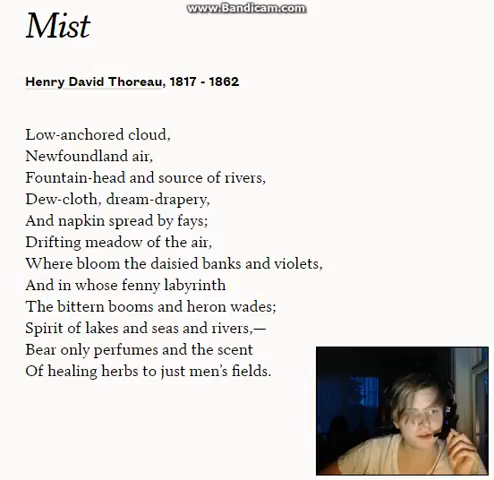 www.Bandicam.com
Mist
Henry David Thoreau, 1817 - 1862
Low-anchored cloud,
Newfoundland air,
Fountain-head and source of rivers,
Dew-cloth, dream-drapery,
And napkin spread by fays;
Drifting meadow of the air,
Where bloom the daisied banks and violets,
And in whose fenny labyrinth
The bittern booms and heron wades;
Spirit of lakes and seas and rivers,—
Bear only perfumes and the scent
Of healing herbs to just men’s fields.